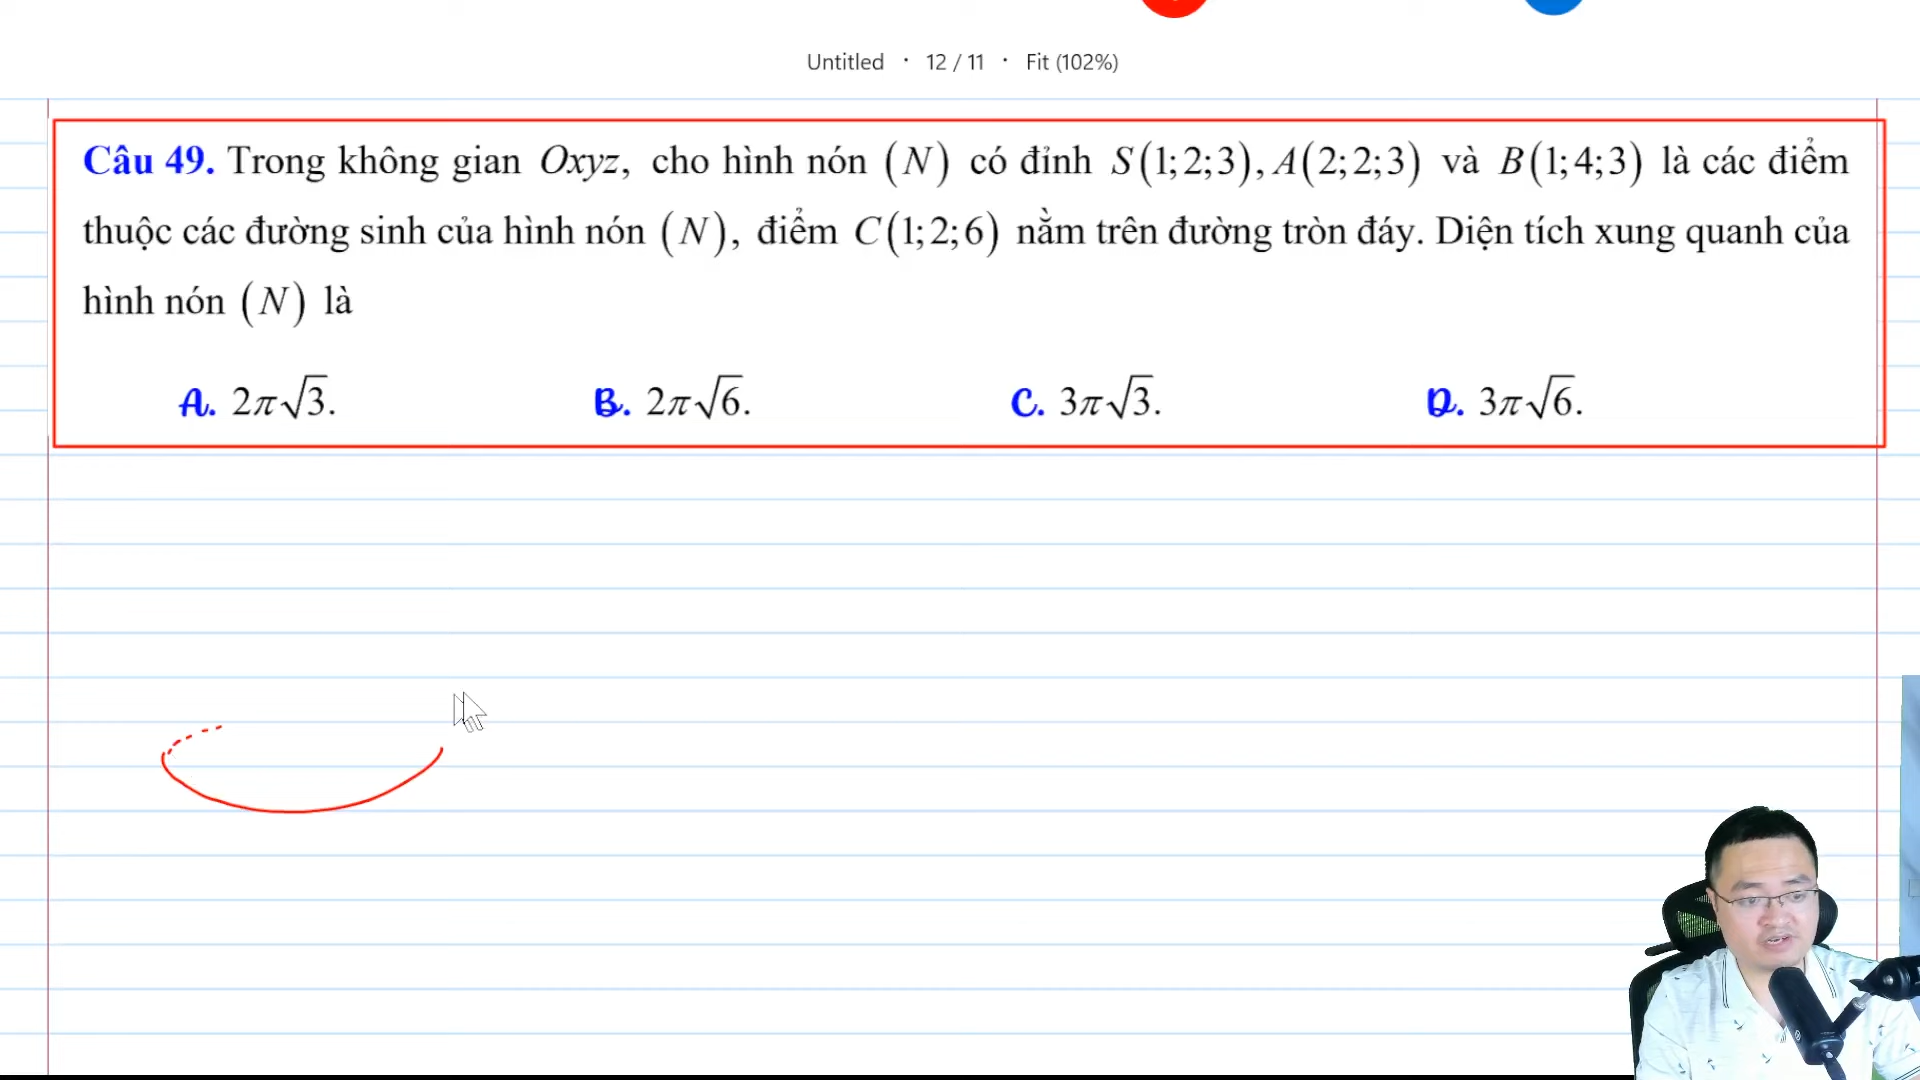 Untitled · 12 / 11 · Fit (102%)
Câu 49. Trong không gian Oxyz, cho hình nón (N) có đỉnh S(1;2;3), A(2;2;3) và B(1;4;3) là các điểm
thuộc các đường sinh của hình nón (N), điểm C(1;2;6) nằm trên đường tròn đáy. Diện tích xung quanh của
hình nón (N) là
A. 2π√3. B. 2π√6. C. 3π√3. D. 3π√6.